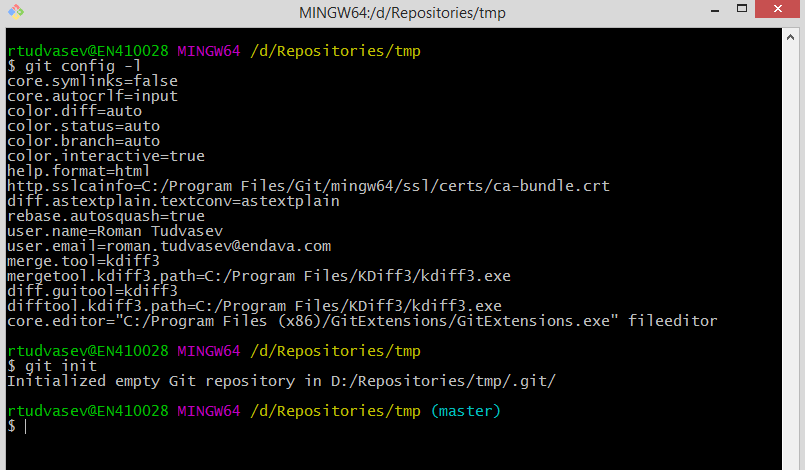 MINGW64:/d/Repositories/tmp
rtudvasev@EN410028 MINGW64 /d/Repositories/tmp
$ git config -l
core.symlinks=false
core.autocrlf=input
color.diff=auto
color.status=auto
color.branch=auto
color.interactive=true
help.format=html
http.sslcainfo=C:/Program Files/Git/mingw64/ssl/certs/ca-bundle.crt
diff.astextplain.textconv=astextplain
rebase.autosquash=true
user.name=Roman Tudvasev
user.email=roman.tudvasev@endava.com
merge.tool=kdiff3
mergetool.kdiff3.path=C:/Program Files/KDiff3/kdiff3.exe
diff.guitool=kdiff3
difftool.kdiff3.path=C:/Program Files/KDiff3/kdiff3.exe
core.editor="C:/Program Files (x86)/GitExtensions/GitExtensions.exe" fileeditor
rtudvasev@EN410028 MINGW64 /d/Repositories/tmp
$ git init
Initialized empty Git repository in D:/Repositories/tmp/.git/
rtudvasev@EN410028 MINGW64 /d/Repositories/tmp (master)
$